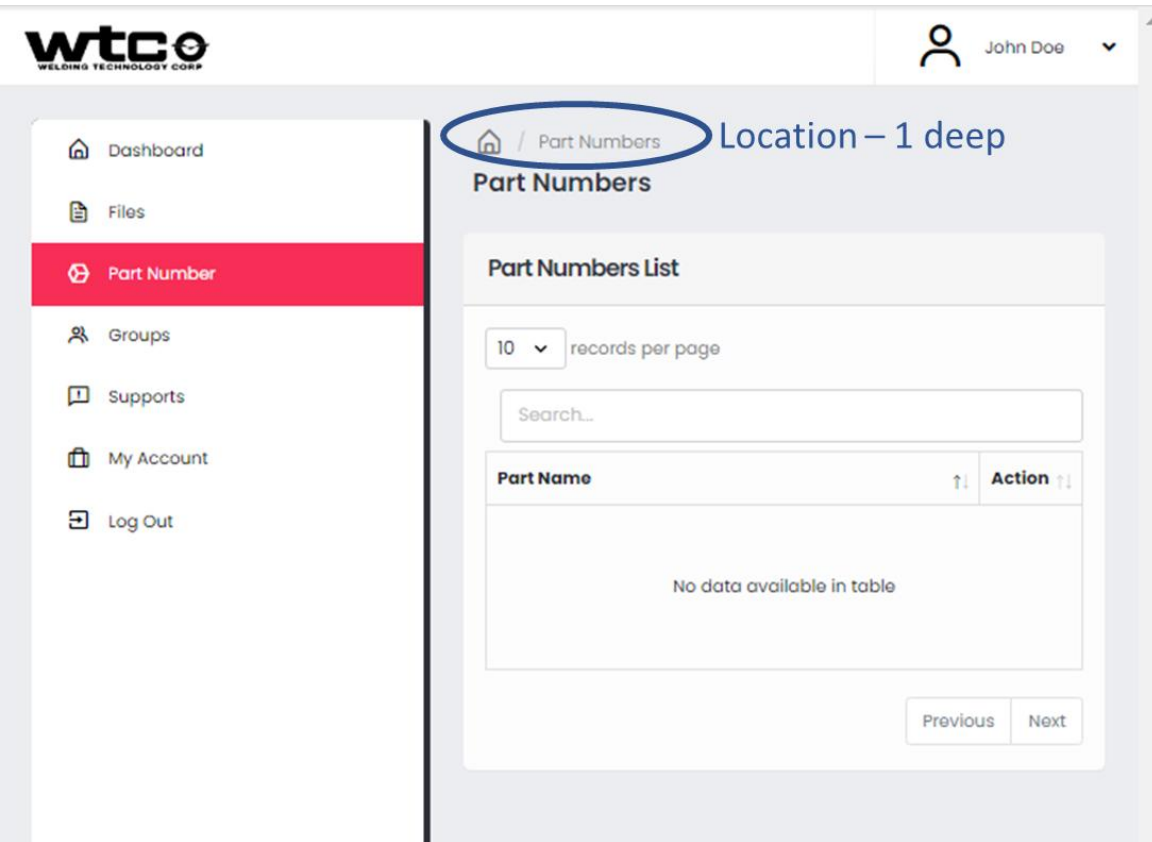 wtc
WELDING TECHNOLOGY CORP
John Doe
Dashboard
Files
Part Number
Groups
Supports
My Account
Log Out
/ Part Numbers
Location – 1 deep
Part Numbers
Part Numbers List
10 records per page
Search...
Part Name ↑↓ Action ↑↓
No data available in table
Previous Next